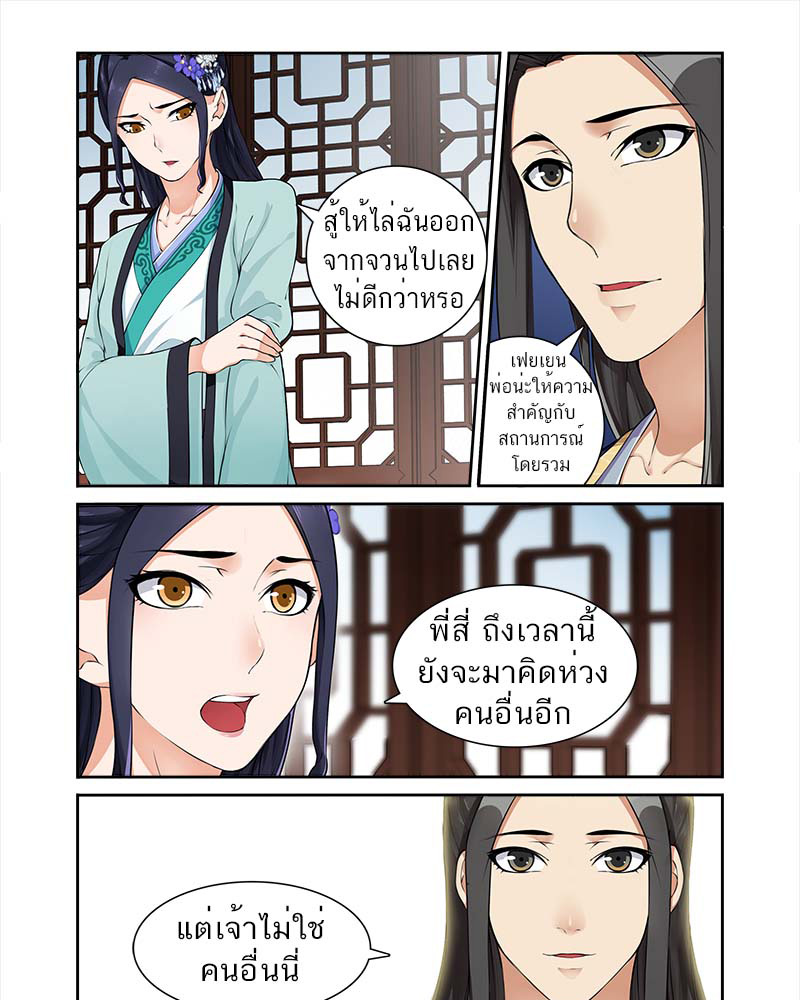 สู้ให้ไล่ฉันออก
จากจวนไปเลย
ไม่ดีกว่าหรอ
เฟยเยน
พ่อน่ะให้ความ
สำคัญกับ
สถานการณ์
โดยรวม
พี่สี่ ถึงเวลานี้
ยังจะมาคิดห่วง
คนอื่นอีก
แต่เจ้าไม่ใช่
คนอื่นนี่